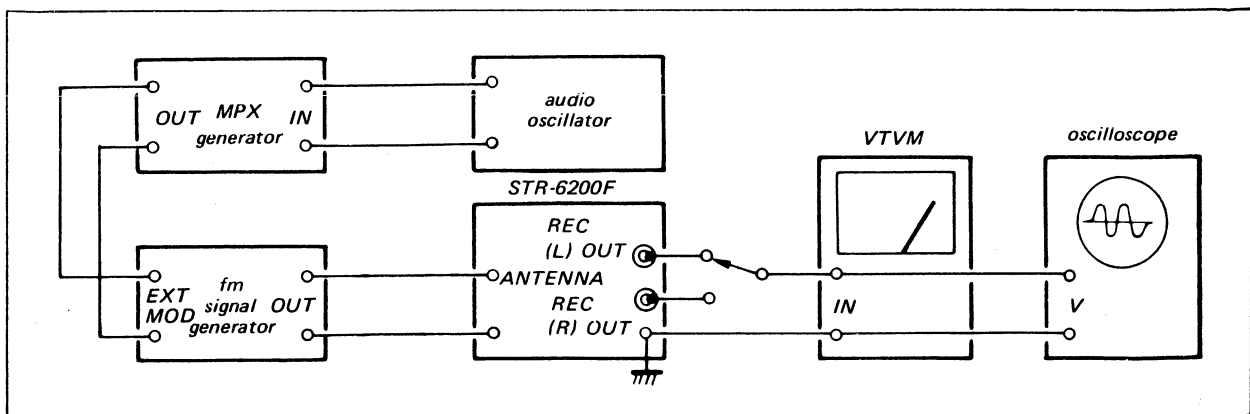 OUT MPX IN
generator
audio
oscillator
VTVM
oscilloscope
STR-6200F
REC
(L) OUT
ANTENNA
REC
(R) OUT
EXT
MOD
fm
signal
generator
OUT
IN
V